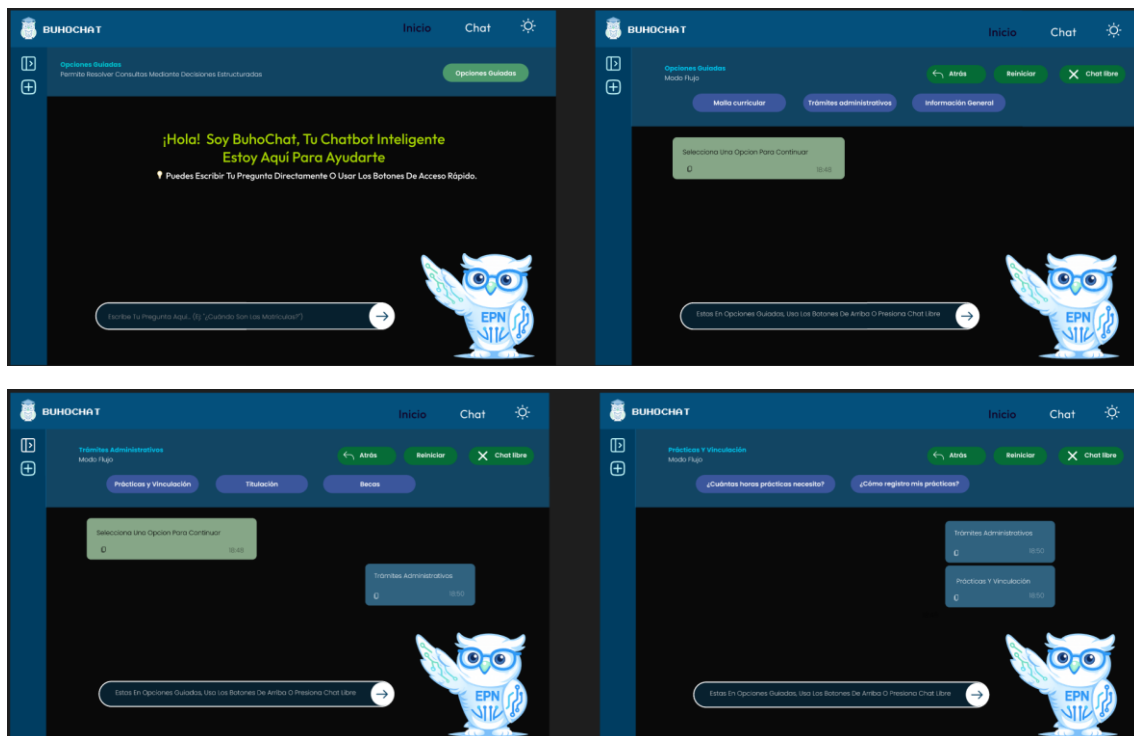 BUHOCHAT
Inicio
Chat
Opciones Guiadas
Permite Resolver Consultas Mediante Decisiones Estructuradas
Opciones Guiadas
¡Hola! Soy BuhoChat, Tu Chatbot Inteligente
Estoy Aquí Para Ayudarte
Puedes Escribir Tu Pregunta Directamente O Usar Los Botones De Acceso Rápido.
Escribe Tu Pregunta Aquí... (Ej "¿Cuándo Son Las Matrículas?")
EPN
BUHOCHAT
Inicio
Chat
Opciones Guiadas
Modo Flujo
Atrás
Reiniciar
Chat libre
Malla curricular
Trámites administrativos
Información General
Selecciona Una Opcion Para Continuar
18:48
Estas En Opciones Guiadas, Usa Los Botones De Arriba O Presiona Chat Libre
EPN
BUHOCHAT
Inicio
Chat
Trámites Administrativos
Modo Flujo
Atrás
Reiniciar
Chat libre
Prácticas y Vinculación
Titulación
Becas
Selecciona Una Opcion Para Continuar
18:48
Trámites Administrativos
18:50
Estas En Opciones Guiadas, Usa Los Botones De Arriba O Presiona Chat Libre
EPN
BUHOCHAT
Inicio
Chat
Prácticas Y Vinculación
Modo Flujo
Atrás
Reiniciar
Chat libre
¿Cuántas horas prácticas necesito?
¿Cómo registro mis prácticas?
Trámites Administrativos
18:50
Prácticas Y Vinculación
18:50
Estas En Opciones Guiadas, Usa Los Botones De Arriba O Presiona Chat Libre
EPN